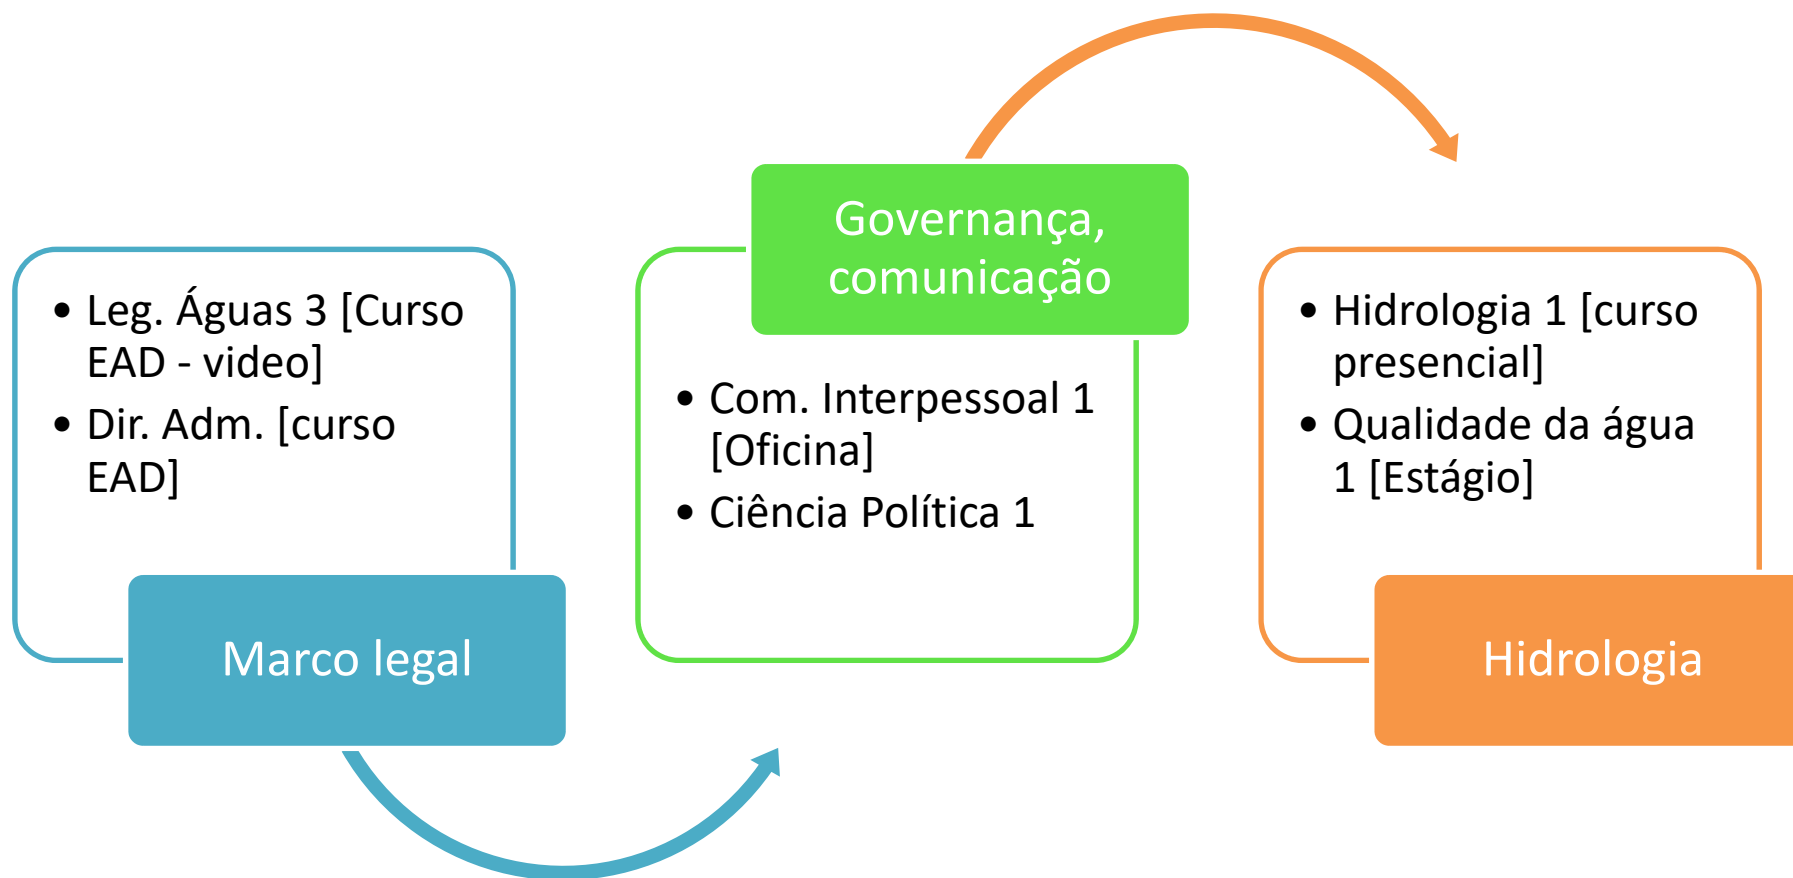 • Leg. Águas 3 [Curso
EAD - video]
• Dir. Adm. [curso
EAD]
Marco legal
Governança,
comunicação
• Com. Interpessoal 1
[Oficina]
• Ciência Política 1
• Hidrologia 1 [curso
presencial]
• Qualidade da água
1 [Estágio]
Hidrologia